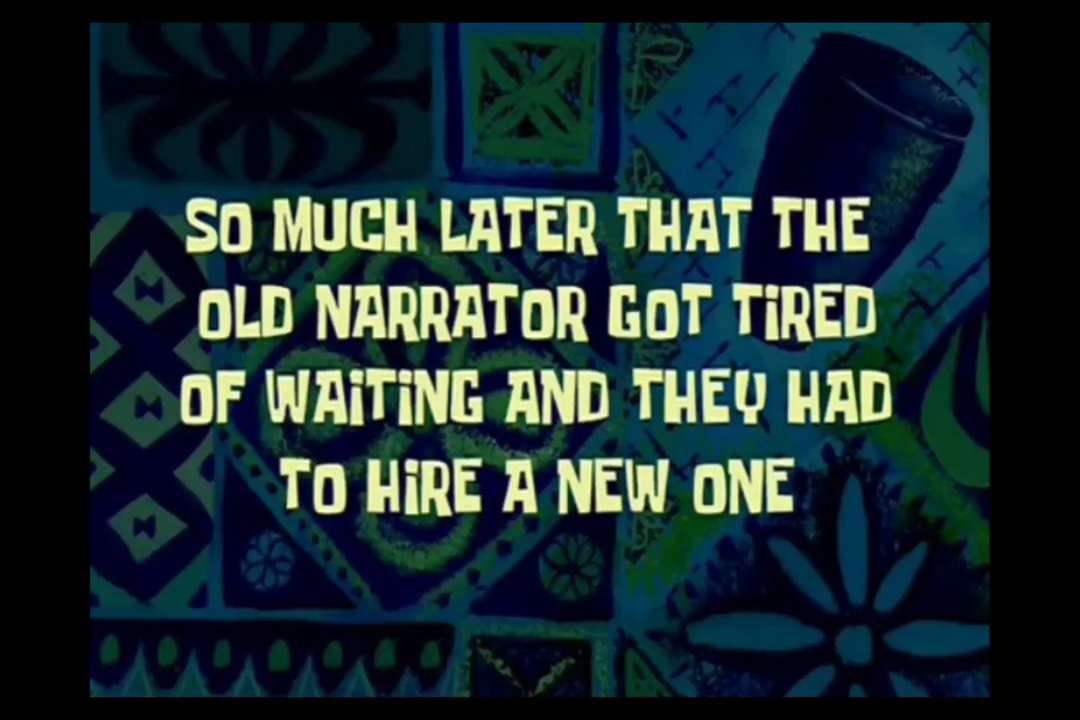 SO MUCH LATER THAT THE
OLD NARRATOR GOT TiRED
OF WAiTiNG AND THEY HAD
TO HiRE A NEW ONE